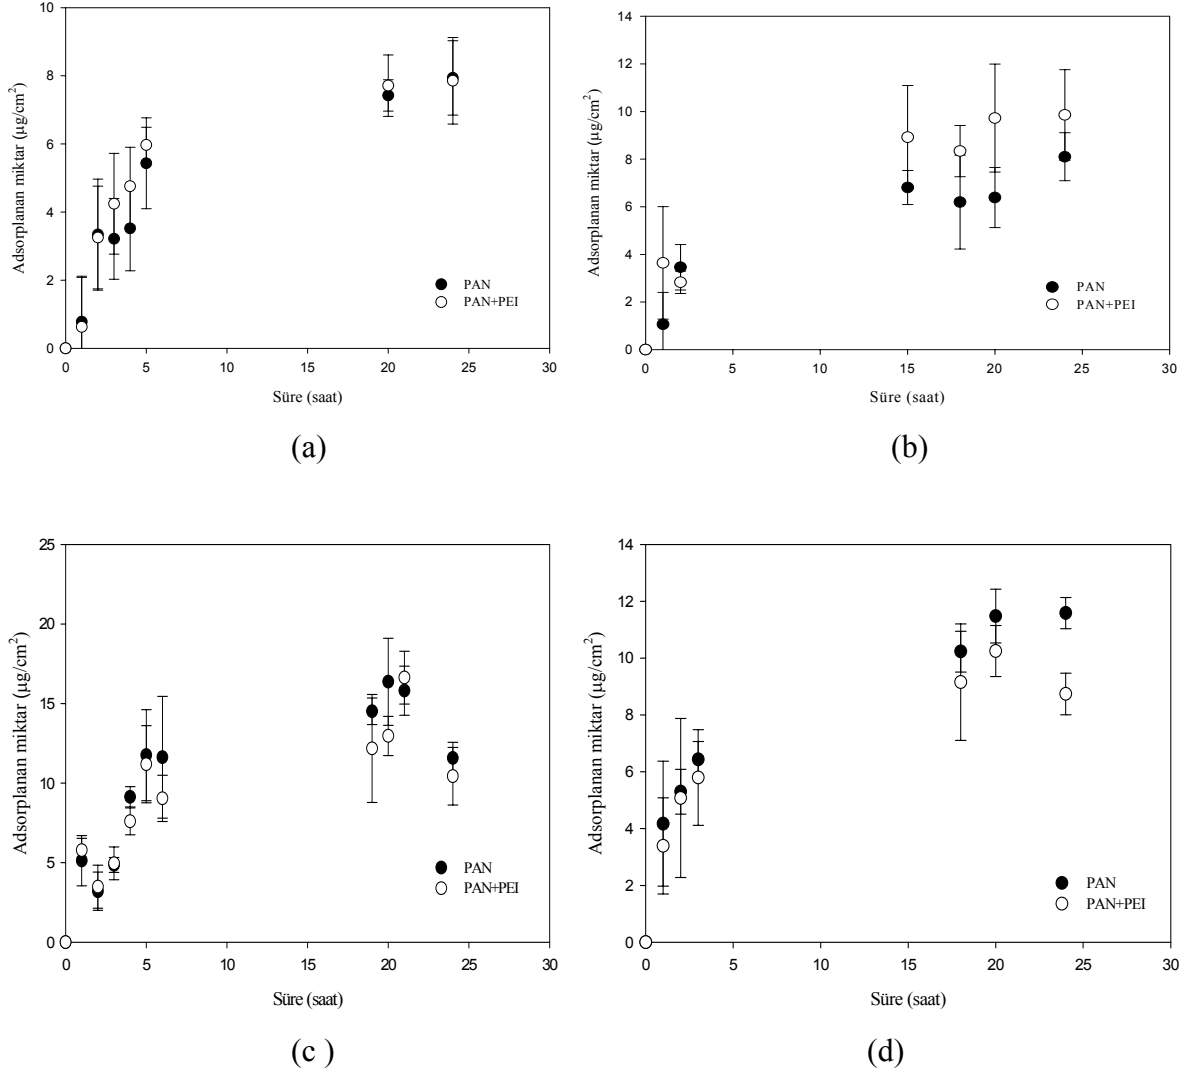 10
8
6
4
2
0
Adsorplanan miktar (µg/cm²)
PAN
PAN+PEI
0 5 10 15 20 25 30
Süre (saat)
(a)
14
12
10
8
6
4
2
0
Adsorplanan miktar (µg/cm²)
PAN
PAN+PEI
0 5 10 15 20 25 30
Süre (saat)
(b)
25
20
15
10
5
0
Adsorplanan miktar (µg/cm²)
PAN
PAN+PEI
0 5 10 15 20 25 30
Süre (saat)
(c )
14
12
10
8
6
4
2
0
Adsorplanan miktar (µg/cm²)
PAN
PAN+PEI
0 5 10 15 20 25 30
Süre (saat)
(d)